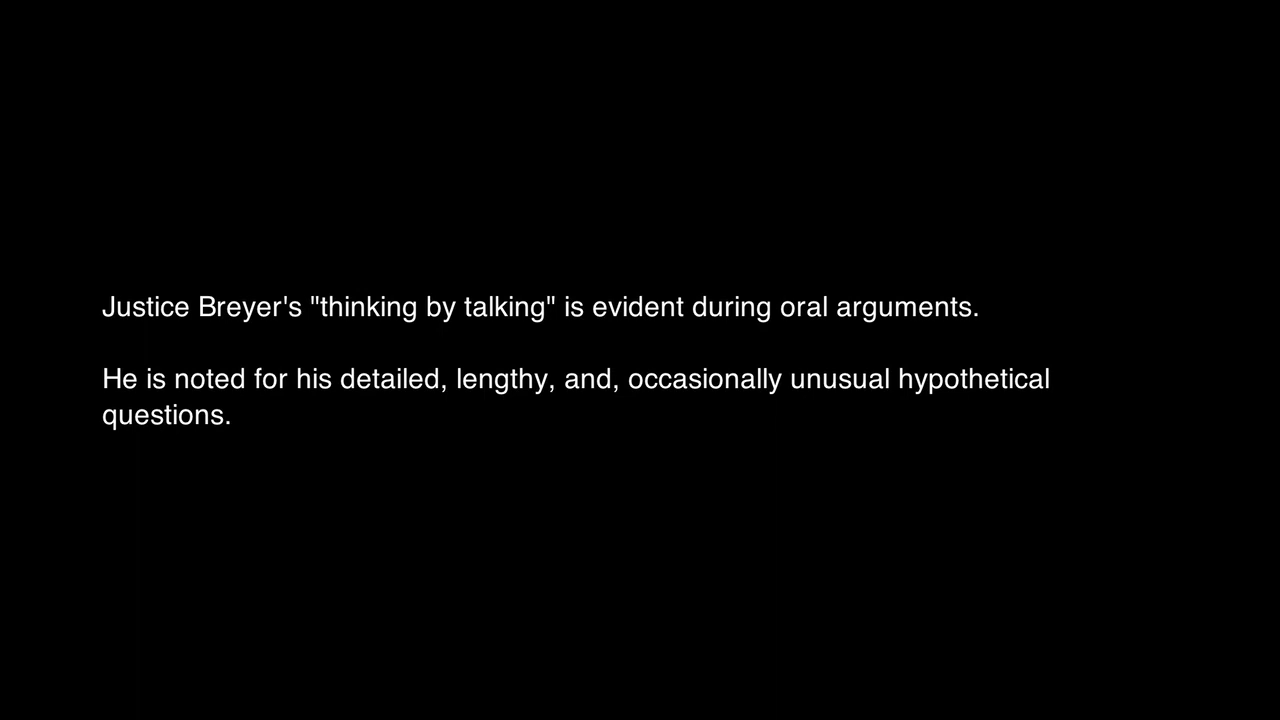 Justice Breyer's "thinking by talking" is evident during oral arguments.
He is noted for his detailed, lengthy, and, occasionally unusual hypothetical
questions.